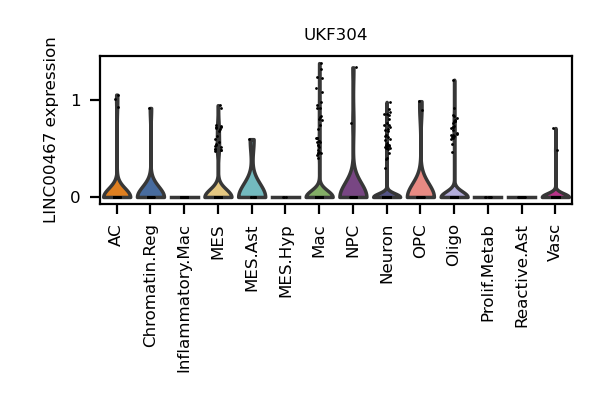 UKF304
LINC00467 expression
1
0
AC
Chromatin.Reg
Inflammatory.Mac
MES
MES.Ast
MES.Hyp
Mac
NPC
Neuron
OPC
Oligo
Prolif.Metab
Reactive.Ast
Vasc